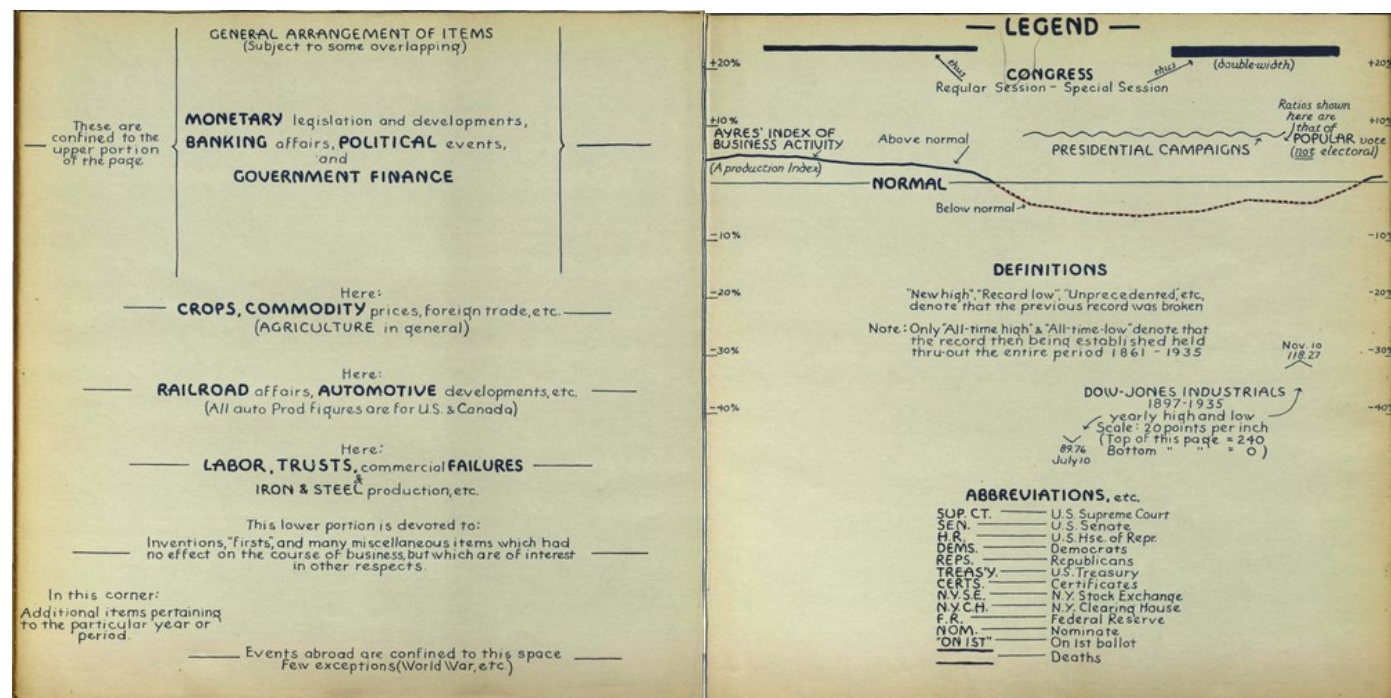 GENERAL ARRANGEMENT OF ITEMS
(Subject to some overlapping)
These are
confined to the
upper portion
of the page
MONETARY legislation and developments,
BANKING affairs, POLITICAL events,
and
GOVERNMENT FINANCE
Here:
CROPS, COMMODITY prices, foreign trade, etc.
(AGRICULTURE in general)
Here:
RAILROAD affairs, AUTOMOTIVE developments, etc.
(All auto Prod figures are for U.S. & Canada)
Here:
LABOR, TRUSTS, commercial FAILURES
&
IRON & STEEL production, etc.
This lower portion is devoted to:
Inventions, "firsts", and many miscellaneous items which had
no effect on the course of business, but which are of interest
in other respects.
In this corner:
Additional items pertaining
to the particular year or
period.
Events abroad are confined to this space
Few exceptions (World War, etc.)
— LEGEND —
+20%
thus
CONGRESS
thus
(double-width)
+20%
Regular Session - Special Session
+10%
AYRES' INDEX OF
BUSINESS ACTIVITY
(A production Index)
Above normal
PRESIDENTIAL CAMPAIGNS
Ratios shown
here are
that of
POPULAR vote
(not electoral)
+10%
NORMAL
Below normal
-10%
-10%
DEFINITIONS
-20%
"New high", "Record low", "Unprecedented", etc,
denote that the previous record was broken
-20%
Note: Only "All-time high" & "All-time-low" denote that
the record then being established held
thru-out the entire period 1861 - 1935
-30%
Nov. 10
118.27
-30%
DOW-JONES INDUSTRIALS
1897-1935
yearly high and low
Scale: 20 points per inch
(Top of this page = 240
Bottom " " = 0)
-40%
-40%
89.76
July 10
ABBREVIATIONS, etc.
SUP. CT. — U.S. Supreme Court
SEN. — U.S. Senate
H.R. — U.S. Hse. of Repr.
DEMS. — Democrats
REPS. — Republicans
TREAS'Y. — U.S. Treasury
CERTS. — Certificates
N.Y.S.E. — N.Y. Stock Exchange
N.Y.C.H. — N.Y. Clearing House
F.R. — Federal Reserve
NOM. — Nominate
"ON 1ST" — On 1st ballot
Deaths